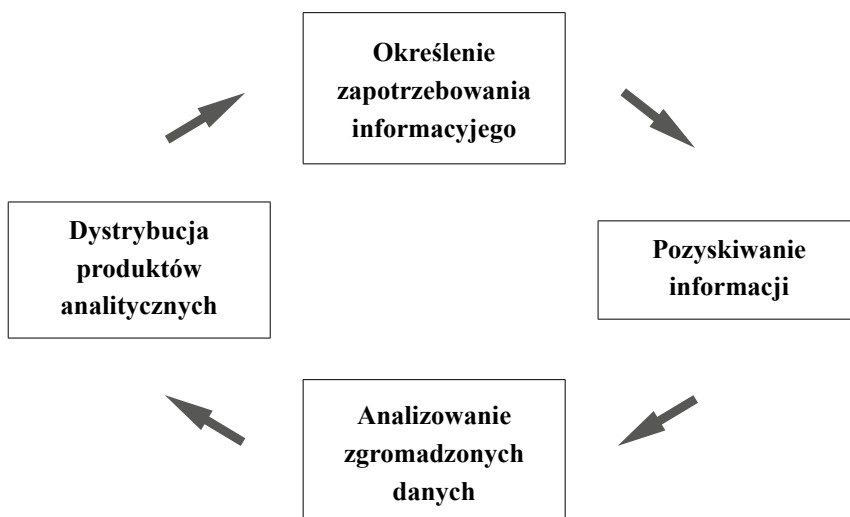 Określenie
zapotrzebowania
informacyjego
Dystrybucja
produktów
analitycznych
Pozyskiwanie
informacji
Analizowanie
zgromadzonych
danych